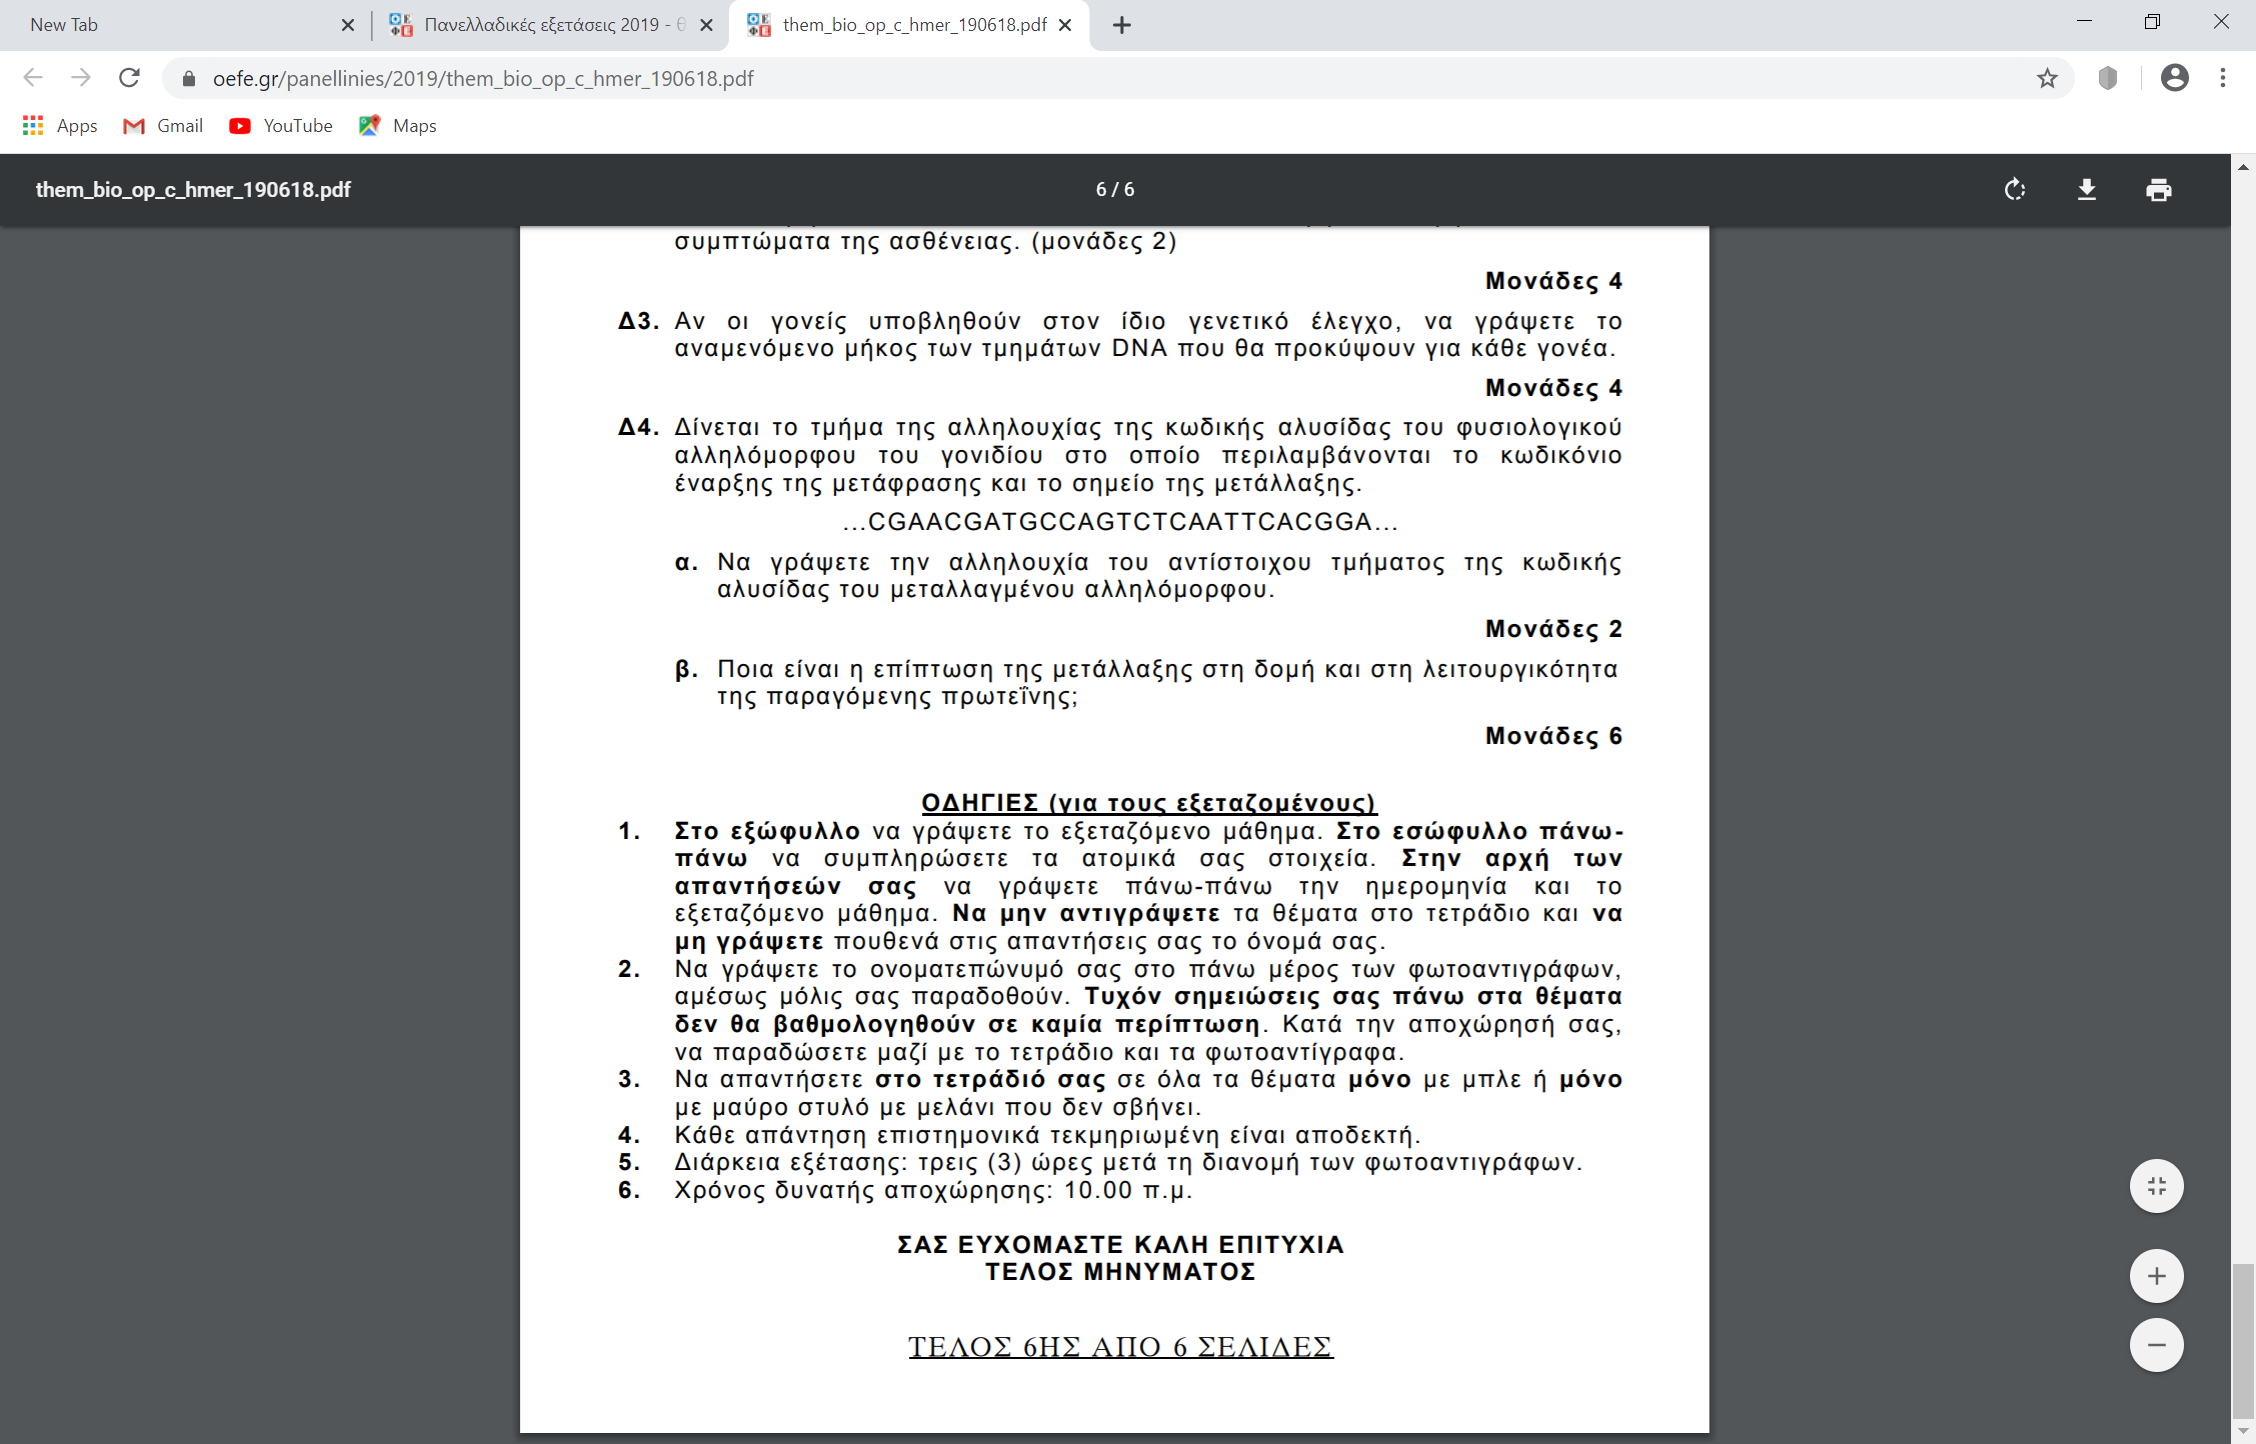 New Tab
Πανελλαδικές εξετάσεις 2019 - θ
them_bio_op_c_hmer_190618.pdf
oefe.gr/panellinies/2019/them_bio_op_c_hmer_190618.pdf
Apps
Gmail
YouTube
Maps
them_bio_op_c_hmer_190618.pdf
6 / 6
συμπτώματα της ασθένειας. (μονάδες 2)
Μονάδες 4
Δ3. Αν οι γονείς υποβληθούν στον ίδιο γενετικό έλεγχο, να γράψετε το
αναμενόμενο μήκος των τμημάτων DNA που θα προκύψουν για κάθε γονέα.
Μονάδες 4
Δ4. Δίνεται το τμήμα της αλληλουχίας της κωδικής αλυσίδας του φυσιολογικού
αλληλόμορφου του γονιδίου στο οποίο περιλαμβάνονται το κωδικόνιο
έναρξης της μετάφρασης και το σημείο της μετάλλαξης.
...CGAACGATGCCAGTCTCAATTCACGGA...
α. Να γράψετε την αλληλουχία του αντίστοιχου τμήματος της κωδικής
αλυσίδας του μεταλλαγμένου αλληλόμορφου.
Μονάδες 2
β. Ποια είναι η επίπτωση της μετάλλαξης στη δομή και στη λειτουργικότητα
της παραγόμενης πρωτεΐνης;
Μονάδες 6
ΟΔΗΓΙΕΣ (για τους εξεταζομένους)
1. Στο εξώφυλλο να γράψετε το εξεταζόμενο μάθημα. Στο εσώφυλλο πάνω-
πάνω να συμπληρώσετε τα ατομικά σας στοιχεία. Στην αρχή των
απαντήσεών σας να γράψετε πάνω-πάνω την ημερομηνία και το
εξεταζόμενο μάθημα. Να μην αντιγράψετε τα θέματα στο τετράδιο και να
μη γράψετε πουθενά στις απαντήσεις σας το όνομά σας.
2. Να γράψετε το ονοματεπώνυμό σας στο πάνω μέρος των φωτοαντιγράφων,
αμέσως μόλις σας παραδοθούν. Τυχόν σημειώσεις σας πάνω στα θέματα
δεν θα βαθμολογηθούν σε καμία περίπτωση. Κατά την αποχώρησή σας,
να παραδώσετε μαζί με το τετράδιο και τα φωτοαντίγραφα.
3. Να απαντήσετε στο τετράδιό σας σε όλα τα θέματα μόνο με μπλε ή μόνο
με μαύρο στυλό με μελάνι που δεν σβήνει.
4. Κάθε απάντηση επιστημονικά τεκμηριωμένη είναι αποδεκτή.
5. Διάρκεια εξέτασης: τρεις (3) ώρες μετά τη διανομή των φωτοαντιγράφων.
6. Χρόνος δυνατής αποχώρησης: 10.00 π.μ.
ΣΑΣ ΕΥΧΟΜΑΣΤΕ ΚΑΛΗ ΕΠΙΤΥΧΙΑ
ΤΕΛΟΣ ΜΗΝΥΜΑΤΟΣ
ΤΕΛΟΣ 6ΗΣ ΑΠΟ 6 ΣΕΛΙΔΕΣ